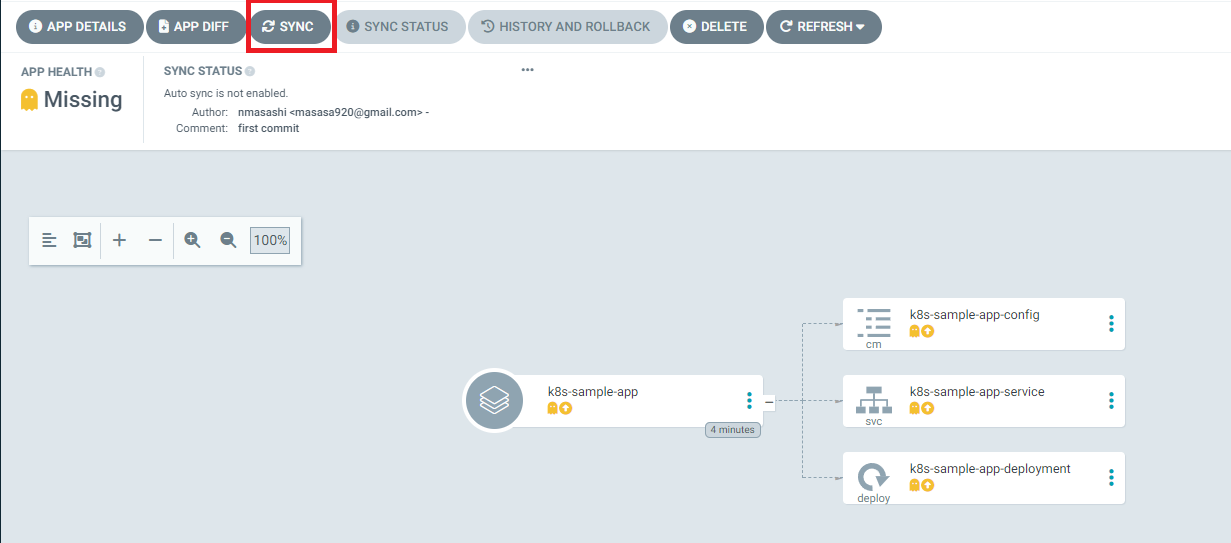 APP DETAILS APP DIFF SYNC SYNC STATUS HISTORY AND ROLLBACK DELETE REFRESH
APP HEALTH
Missing
SYNC STATUS
Auto sync is not enabled.
Author: nmasashi <masasa920@gmail.com> -
Comment: first commit
100%
k8s-sample-app
4 minutes
k8s-sample-app-config
cm
k8s-sample-app-service
svc
k8s-sample-app-deployment
deploy